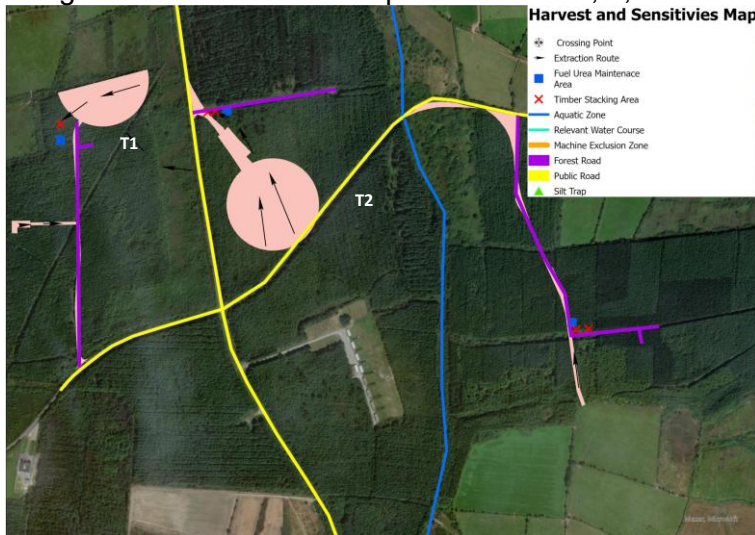 Harvest and Sensitivies Map
Crossing Point
Extraction Route
Fuel Urea Maintenace
Area
Timber Stacking Area
Aquatic Zone
Relevant Water Course
Machine Exclusion Zone
Forest Road
Public Road
Silt Trap
T1
T2
Microsoft